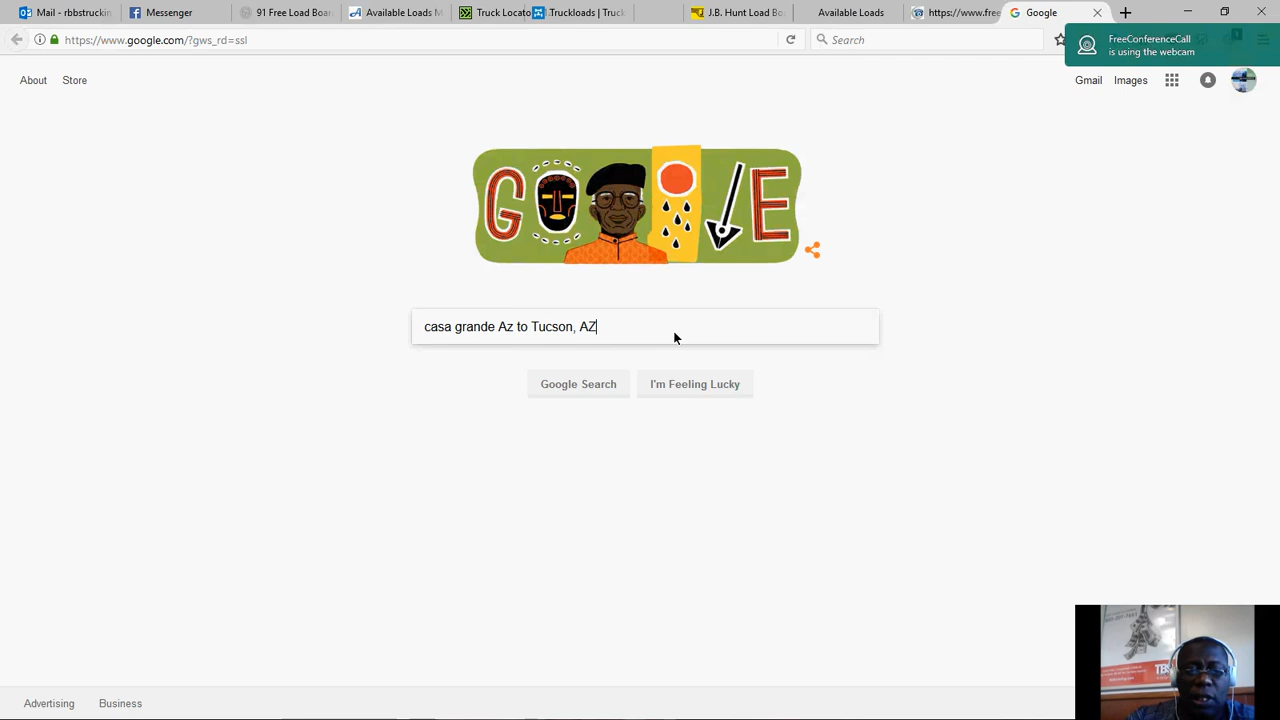 Mail - rbbstruckin
Messenger
91 Free Load Board
Available Loads M
Truck Locato
Truckloads | Truck
J.B. Hunt Load Bo
Available Loads
https://www.free
Google
https://www.google.com/?gws_rd=ssl
Search
FreeConferenceCall
is using the webcam
About
Store
Gmail
Images
GOOGLE
casa grande Az to Tucson, AZ
Google Search
I'm Feeling Lucky
Advertising
Business